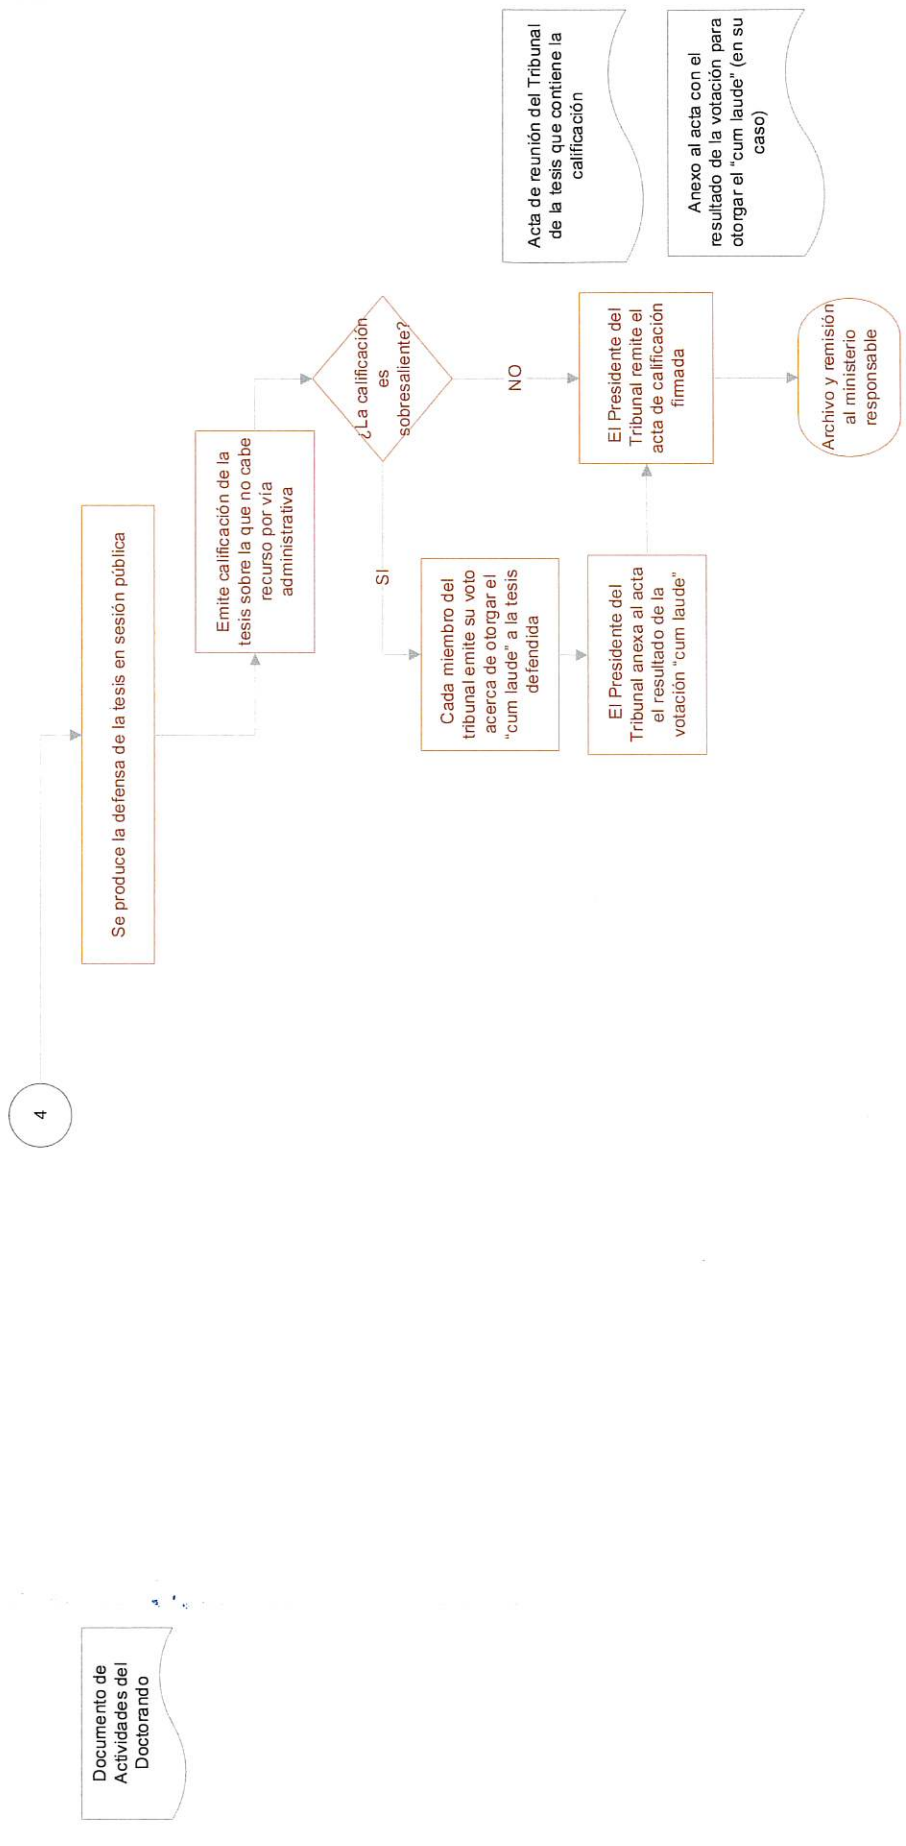 4
Documento de
Actividades del
Doctorando
Se produce la defensa de la tesis en sesión pública
Emite calificación de la
tesis sobre la que no cabe
recurso por vía
administrativa
¿La calificación
es
sobresaliente?
SI
NO
Cada miembro del
tribunal emite su voto
acerca de otorgar el
“cum laude” a la tesis
defendida
El Presidente del
Tribunal anexa al acta
el resultado de la
votación “cum laude”
El Presidente del
Tribunal remite el
acta de calificación
firmada
Archivo y remisión
al ministerio
responsable
Acta de reunión del Tribunal
de la tesis que contiene la
calificación
Anexo al acta con el
resultado de la votación para
otorgar el “cum laude” (en su
caso)